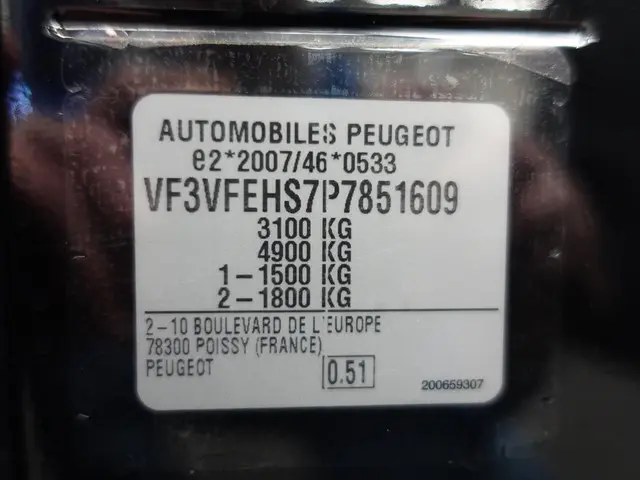 AUTOMOBILES PEUGEOT
e2*2007/46*0533
VF3VFEHS7P7851609
3100 KG
4900 KG
1-1500 KG
2-1800 KG
2-10 BOULEVARD DE L'EUROPE
78300 POISSY (FRANCE)
PEUGEOT 0.51
200659307